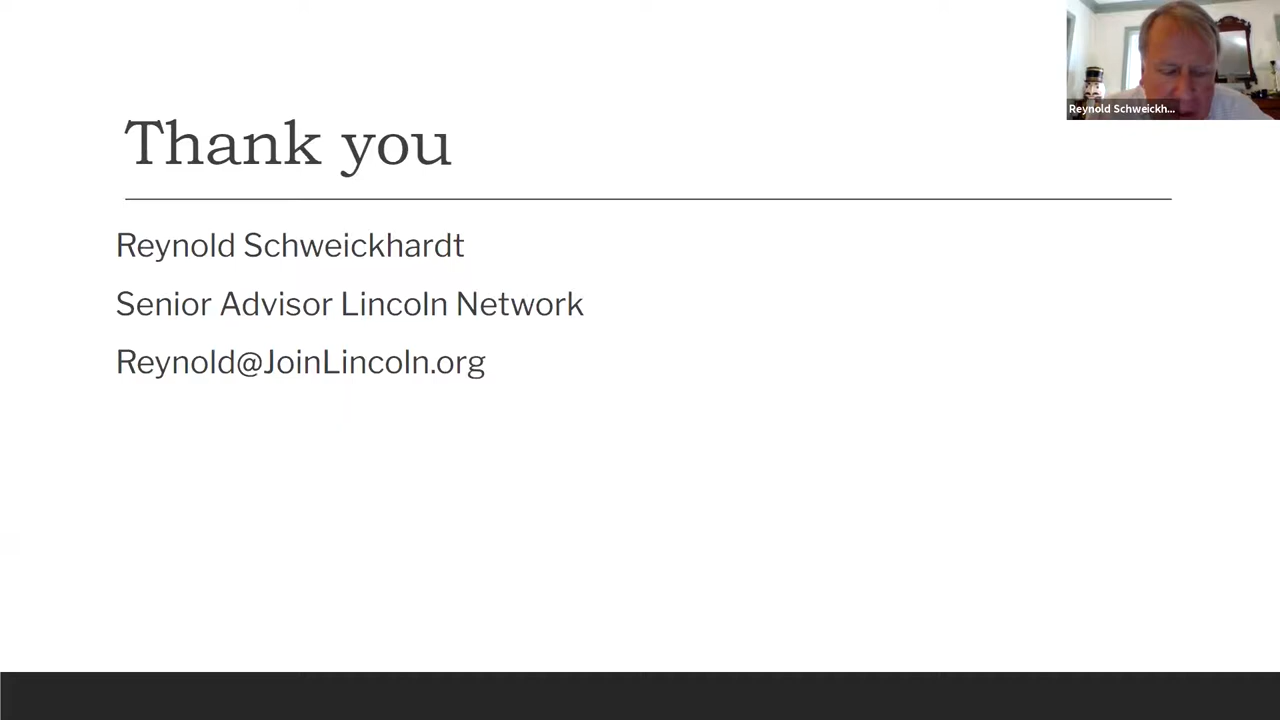 Thank you
Reynold Schweickh...
Reynold Schweickhardt
Senior Advisor Lincoln Network
Reynold@JoinLincoln.org